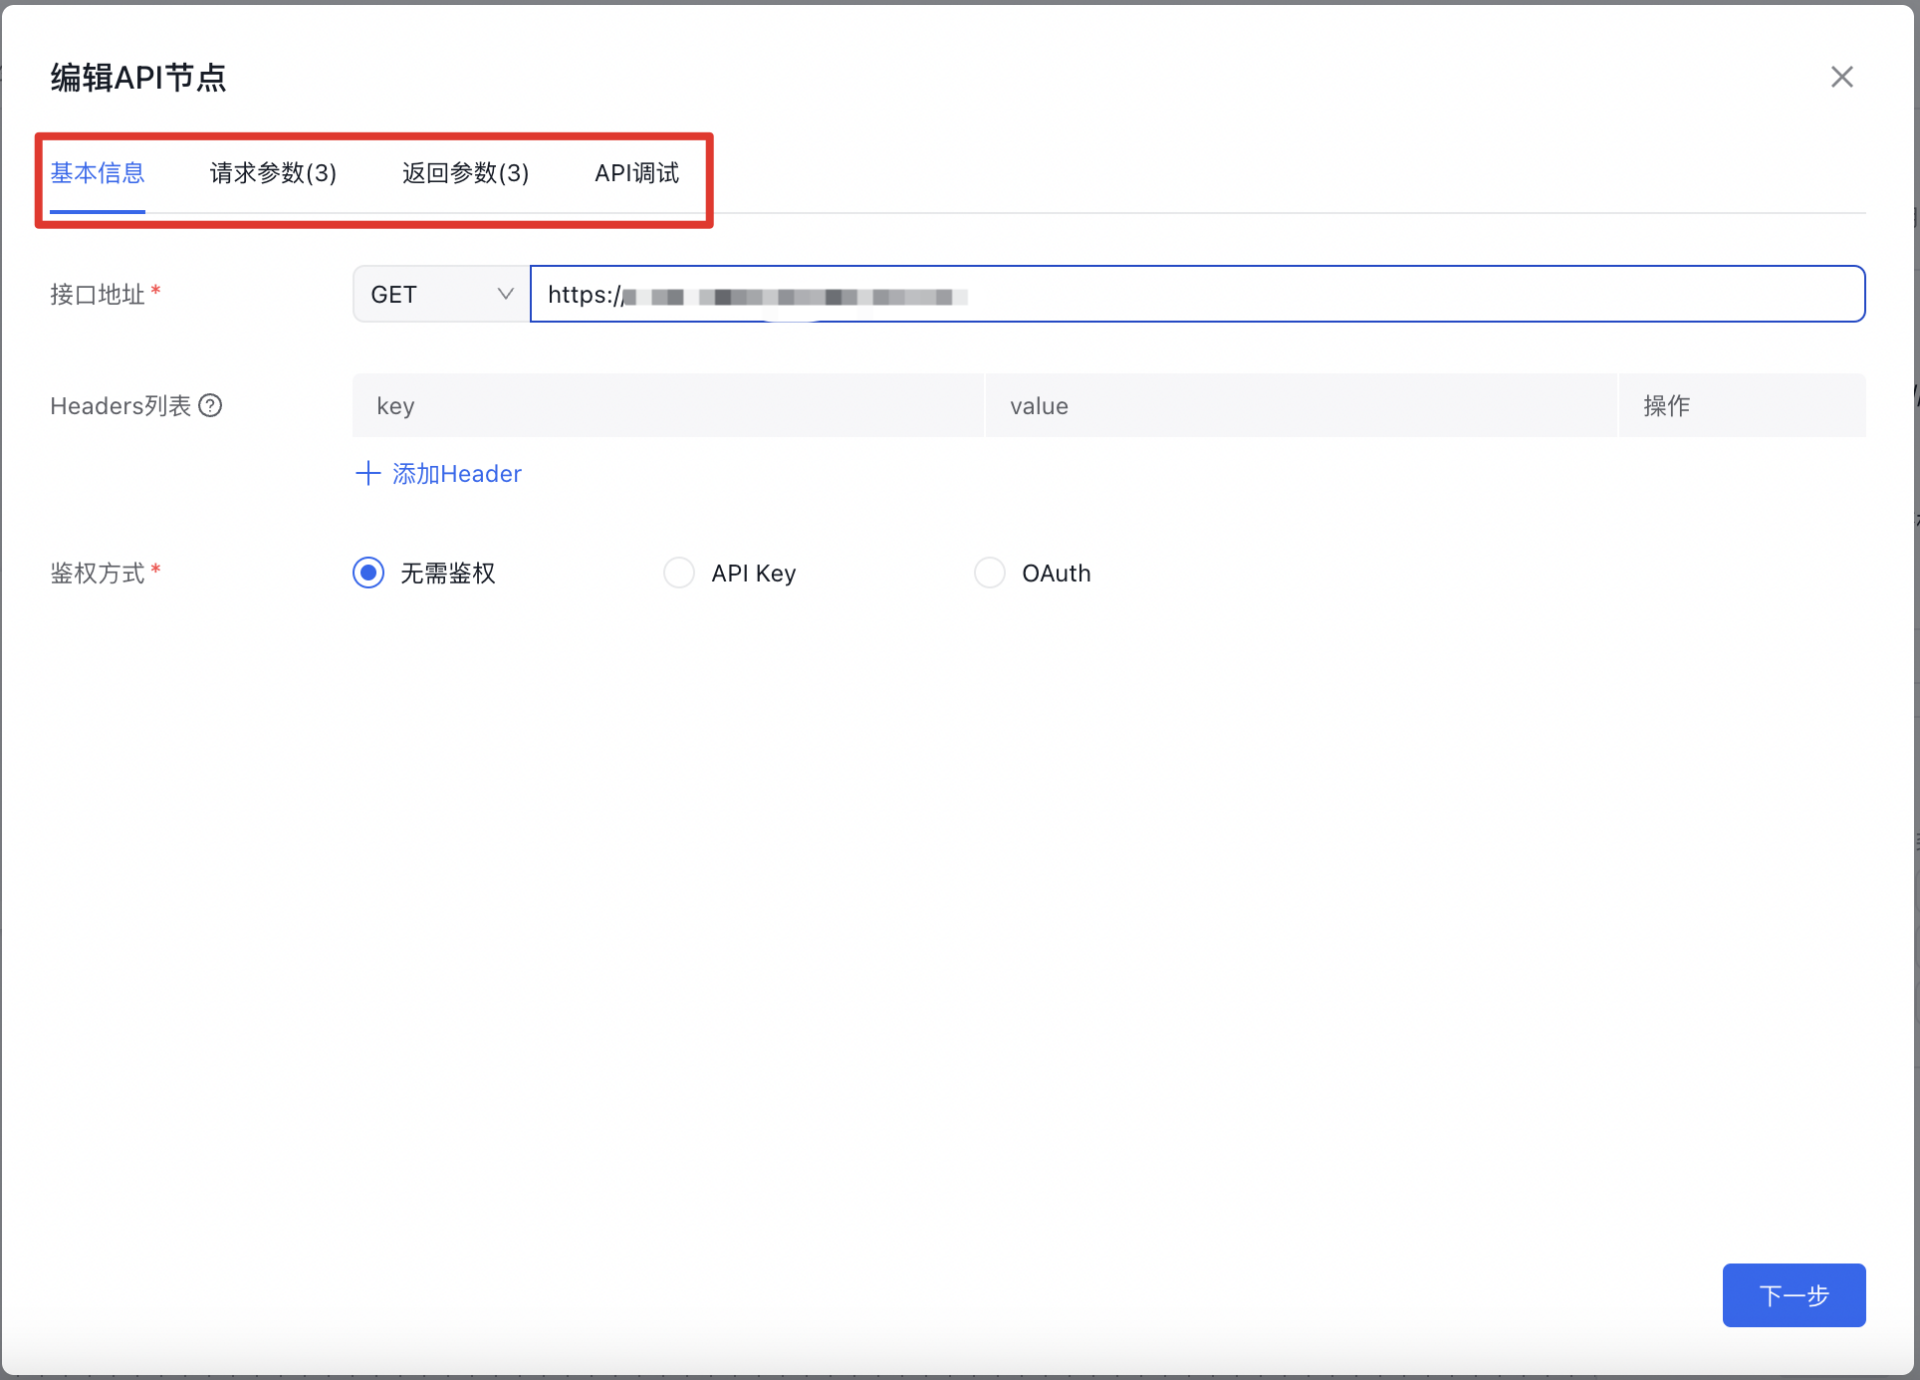 编辑API节点
基本信息 请求参数(3) 返回参数(3) API调试
接口地址* GET https:/
Headers列表 key value 操作
添加Header
鉴权方式* 无需鉴权 API Key OAuth
下一步